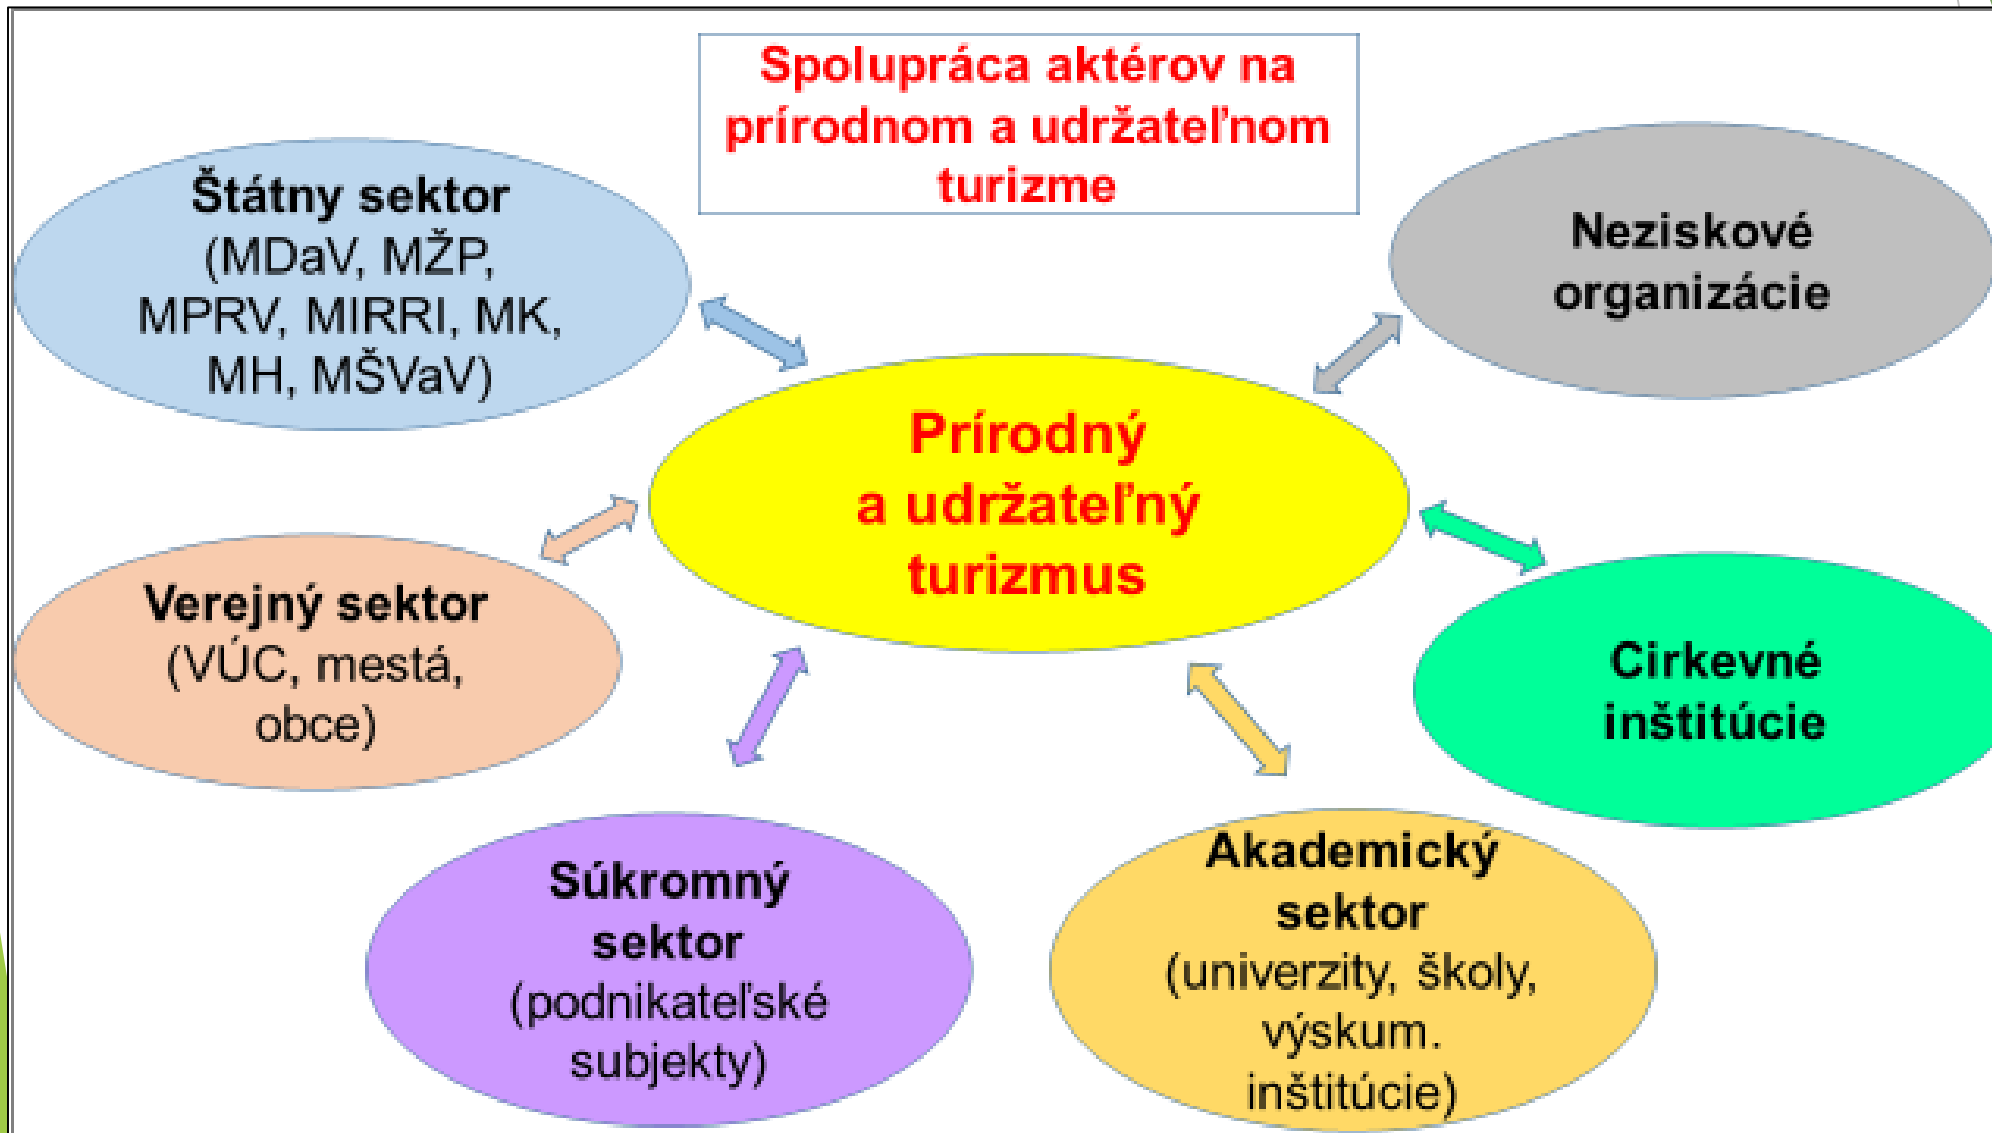 Spolupráca aktérov na
prírodnom a udržateľnom
turizme
Štátny sektor
(MDaV, MŽP,
MPRV, MIRRI, MK,
MH, MŠVaV)
Neziskové
organizácie
Prírodný
a udržateľný
turizmus
Verejný sektor
(VÚC, mestá,
obce)
Cirkevné
inštitúcie
Súkromný
sektor
(podnikateľské
subjekty)
Akademický
sektor
(univerzity, školy,
výskum.
inštitúcie)